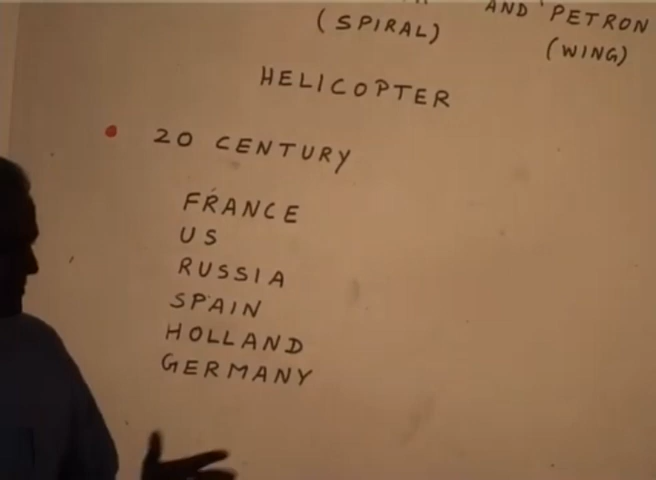 AND PETRON
(SPIRAL) (WING)
HELICOPTER
20 CENTURY
FRANCE
US
RUSSIA
SPAIN
HOLLAND
GERMANY